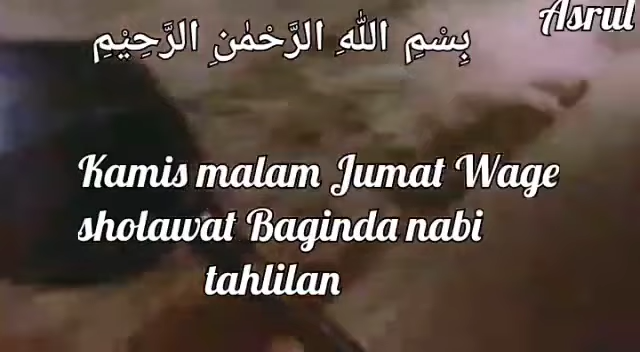 Asrul
بِسْمِ اللهِ الرَّحْمٰنِ الرَّحِيْمِ
Kamis malam Jumat Wage
sholawat Baginda nabi
tahlilan